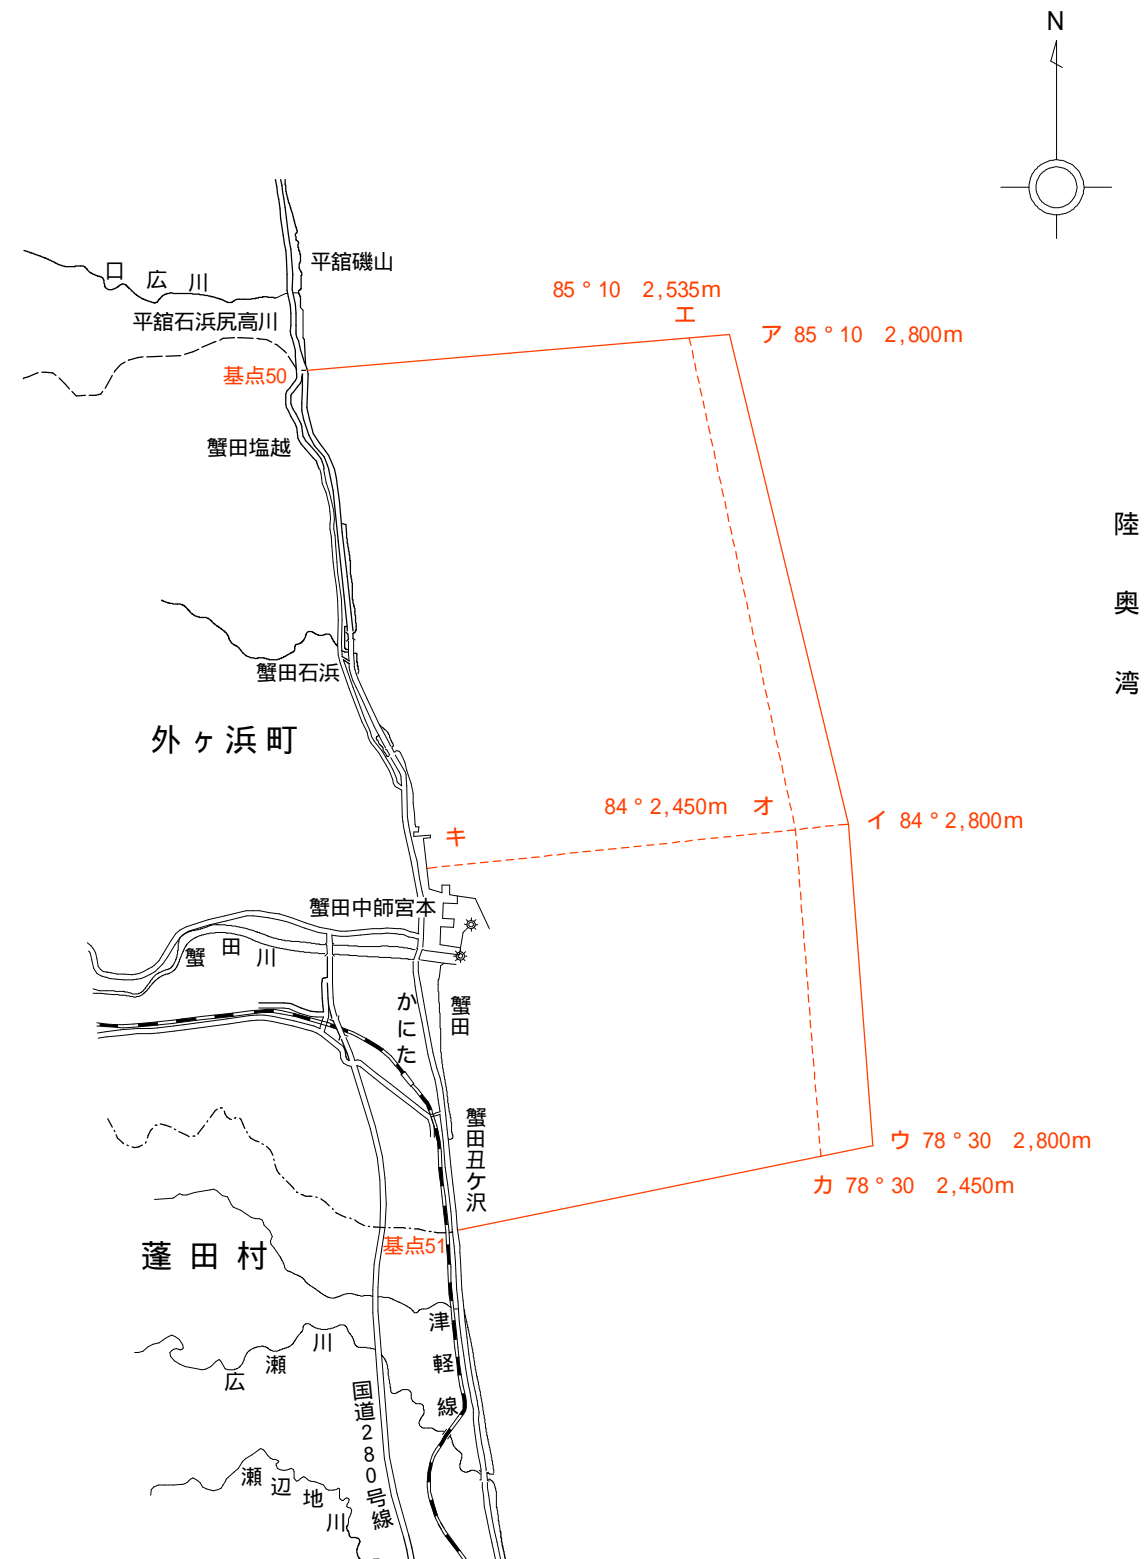 N
平舘磯山
口広川
85°10 2,535m
エ
平舘石浜尻高川
ア 85°10 2,800m
基点50
蟹田塩越
陸奥湾
蟹田石浜
外ヶ浜町
84°2,450m オ
イ 84°2,800m
キ
蟹田中師宮本
蟹田川
かにた
蟹田
蟹田丑ケ沢
ウ 78°30 2,800m
カ 78°30 2,450m
基点51
蓬田村
津軽線
広瀬川
国道280号線
瀬辺地川